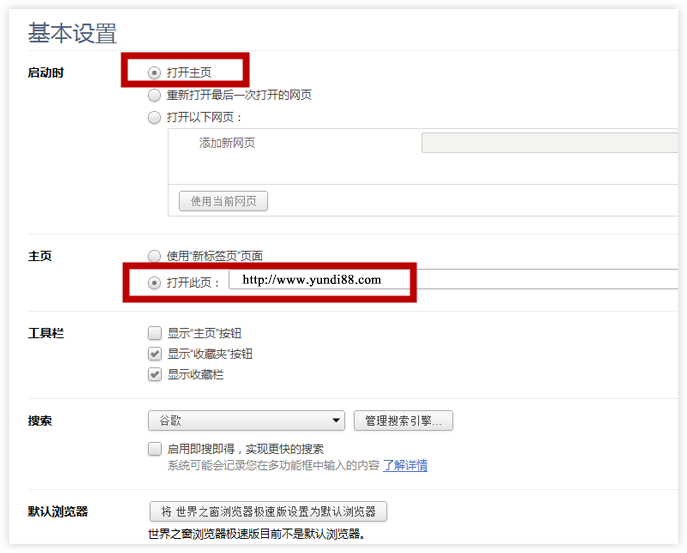 基本设置
启动时
打开主页
重新打开最后一次打开的网页
打开以下网页：
添加新网页
使用当前网页
主页
使用“新标签页”页面
打开此页： http://www.yundi88.com
工具栏
显示“主页”按钮
显示“收藏夹”按钮
显示收藏栏
搜索
谷歌 管理搜索引擎...
启用即搜即得，实现更快的搜索
系统可能会记录您在多功能框中输入的内容 了解详情
默认浏览器
将 世界之窗浏览器极速版设置为默认浏览器
世界之窗浏览器极速版目前不是默认浏览器。